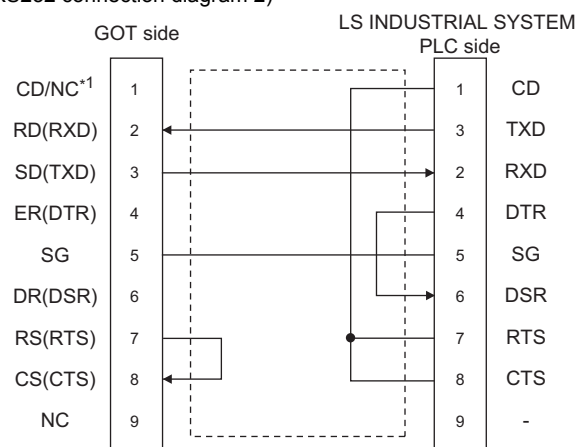 RS232 connection diagram 2)
GOT side
LS INDUSTRIAL SYSTEM
PLC side
CD/NC*1 1 1 CD
RD(RXD) 2 3 TXD
SD(TXD) 3 2 RXD
ER(DTR) 4 4 DTR
SG 5 5 SG
DR(DSR) 6 6 DSR
RS(RTS) 7 7 RTS
CS(CTS) 8 8 CTS
NC 9 9 -